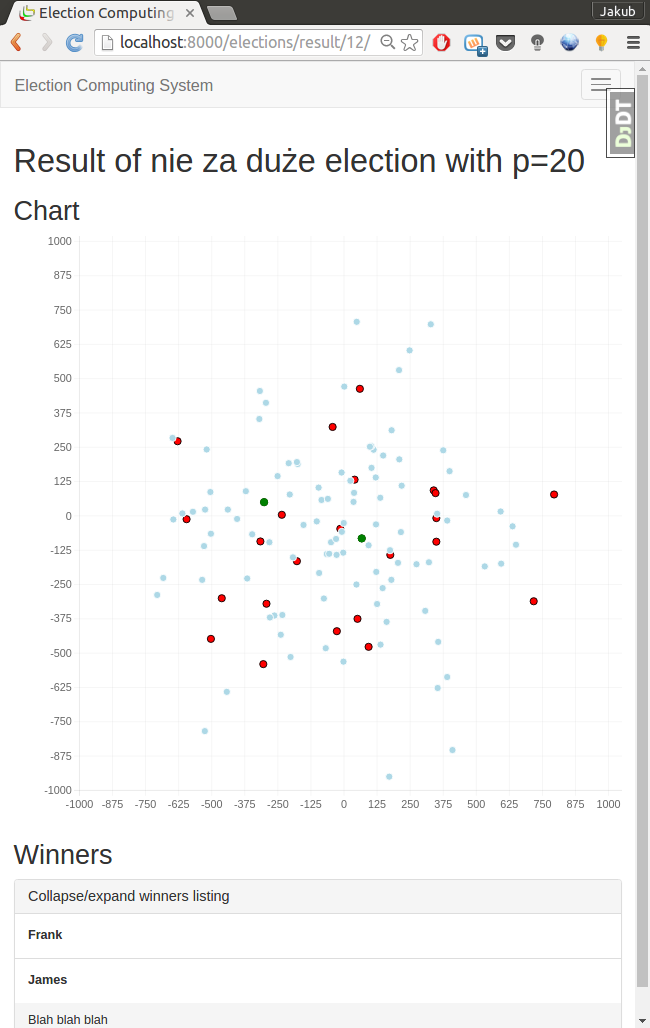 Election Computing
Jakub
localhost:8000/elections/result/12/
Election Computing System
DjDT
Result of nie za duże election with p=20
Chart
1000
875
750
625
500
375
250
125
0
-125
-250
-375
-500
-625
-750
-875
-1000
-1000 -875 -750 -625 -500 -375 -250 -125 0 125 250 375 500 625 750 875 1000
Winners
Collapse/expand winners listing
Frank
James
Blah blah blah